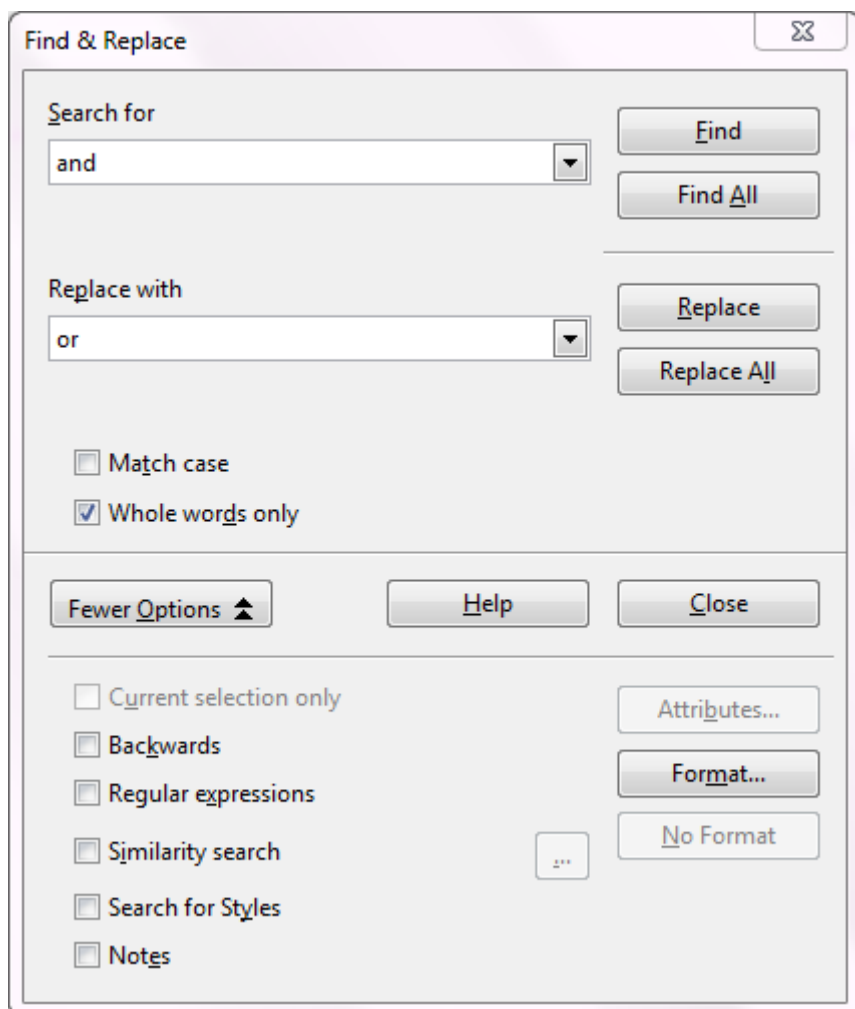 Find & Replace
Search for
and
Find
Find All
Replace with
or
Replace
Replace All
Match case
Whole words only
Fewer Options
Help
Close
Current selection only
Attributes...
Backwards
Format...
Regular expressions
No Format
Similarity search
...
Search for Styles
Notes